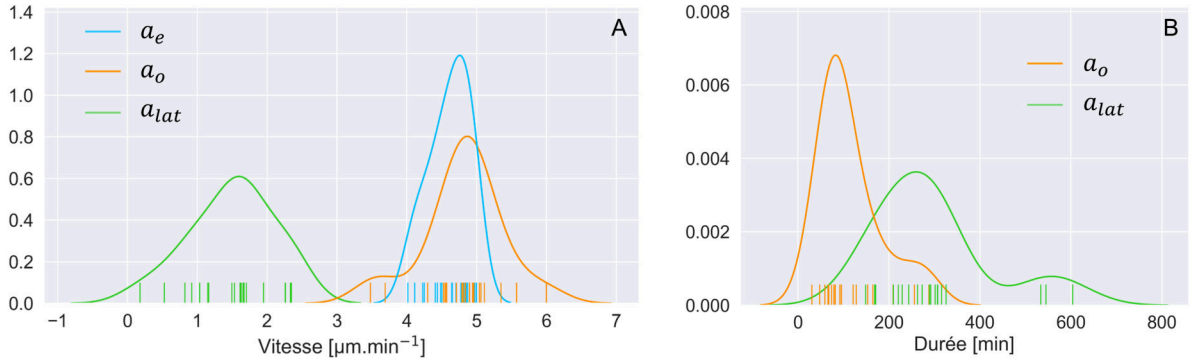 A
1.4
1.2
1.0
0.8
0.6
0.4
0.2
0.0
a_e
a_o
a_lat
−1 0 1 2 3 4 5 6 7
Vitesse [µm.min⁻¹]
B
0.008
0.006
0.004
0.002
0.000
a_o
a_lat
0 200 400 600 800
Durée [min]